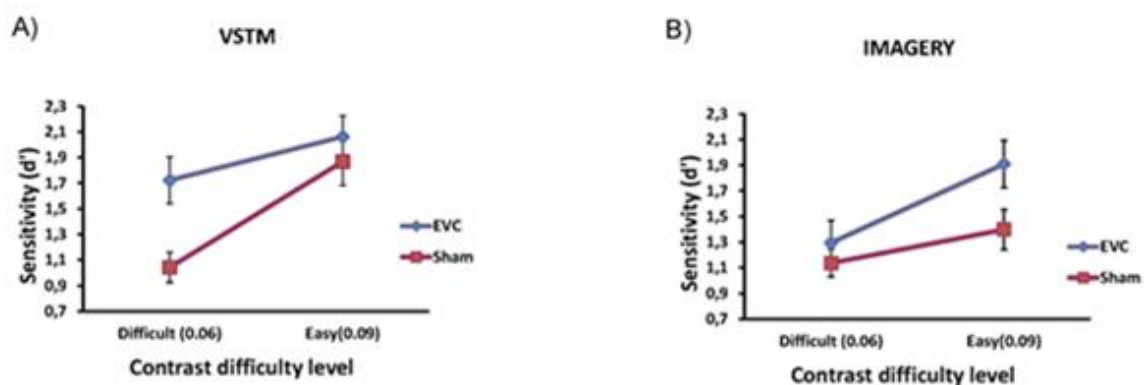 A)
VSTM
2,3
2,1
1,9
1,7
1,5
1,3
1,1
0,9
0,7
Sensitivity (d')
EVC
Sham
Difficult (0.06) Easy(0.09)
Contrast difficulty level
B)
IMAGERY
2,3
2,1
1,9
1,7
1,5
1,3
1,1
0,9
0,7
Sensitivity (d')
EVC
Sham
Difficult (0.06) Easy(0.09)
Contrast difficulty level